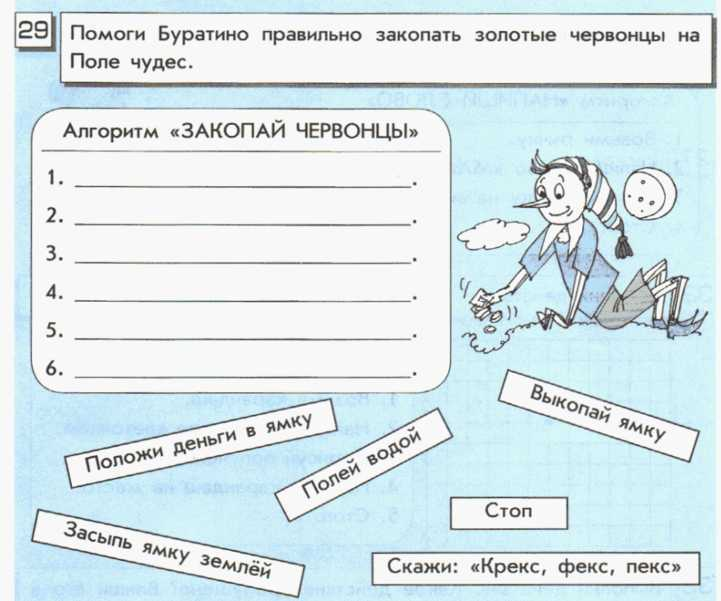 29
Помоги Буратино правильно закопать золотые червонцы на
Поле чудес.
Алгоритм «ЗАКОПАЙ ЧЕРВОНЦЫ»
1. .
2. .
3. .
4. .
5. .
6. .
Выкопай ямку
Положи деньги в ямку
Полей водой
Стоп
Засыпь ямку землёй
Скажи: «Крекс, фекс, пекс»